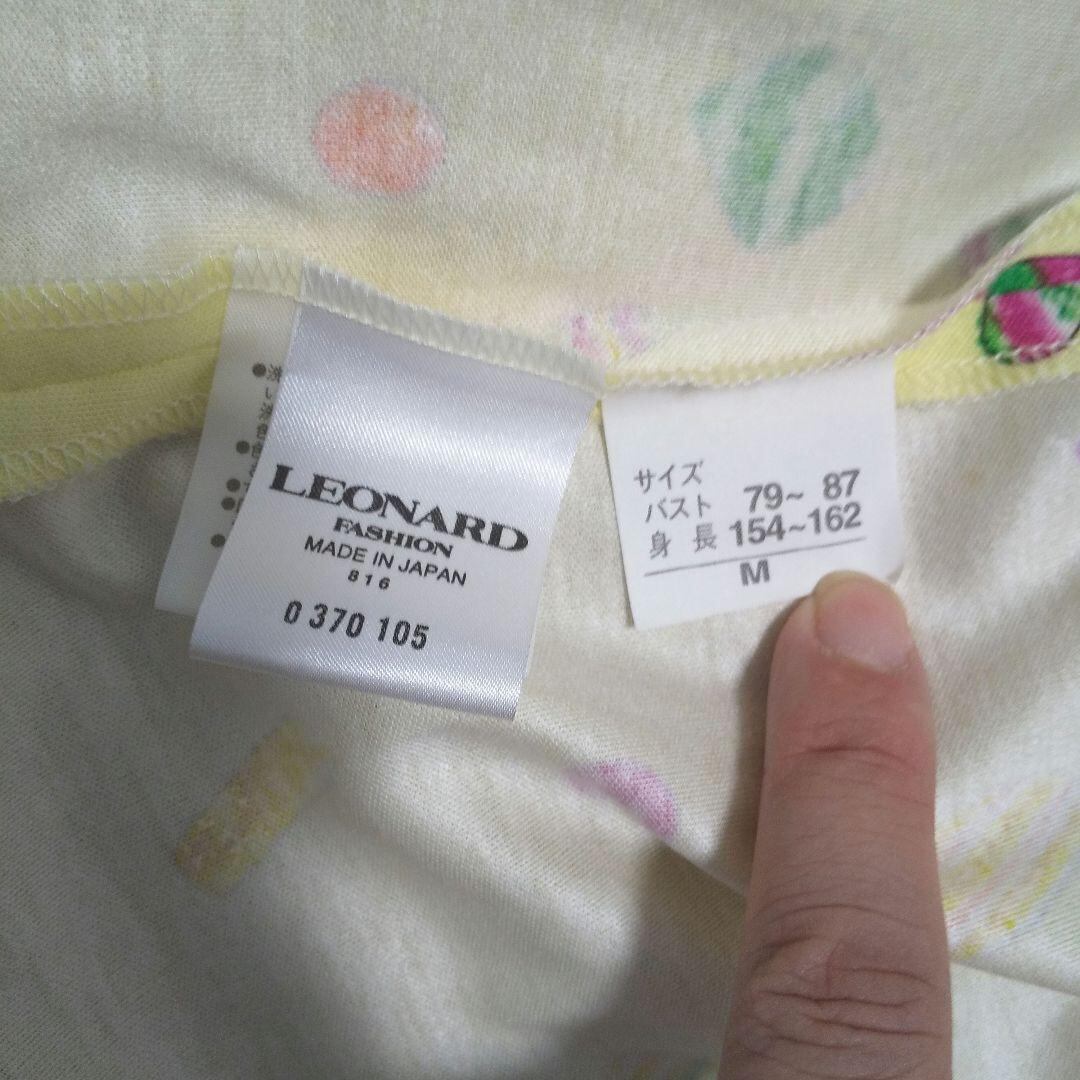 LEONARD
FASHION
MADE IN JAPAN
816
0 370 105
サイズ
バスト 79~ 87
身 長 154~162
M